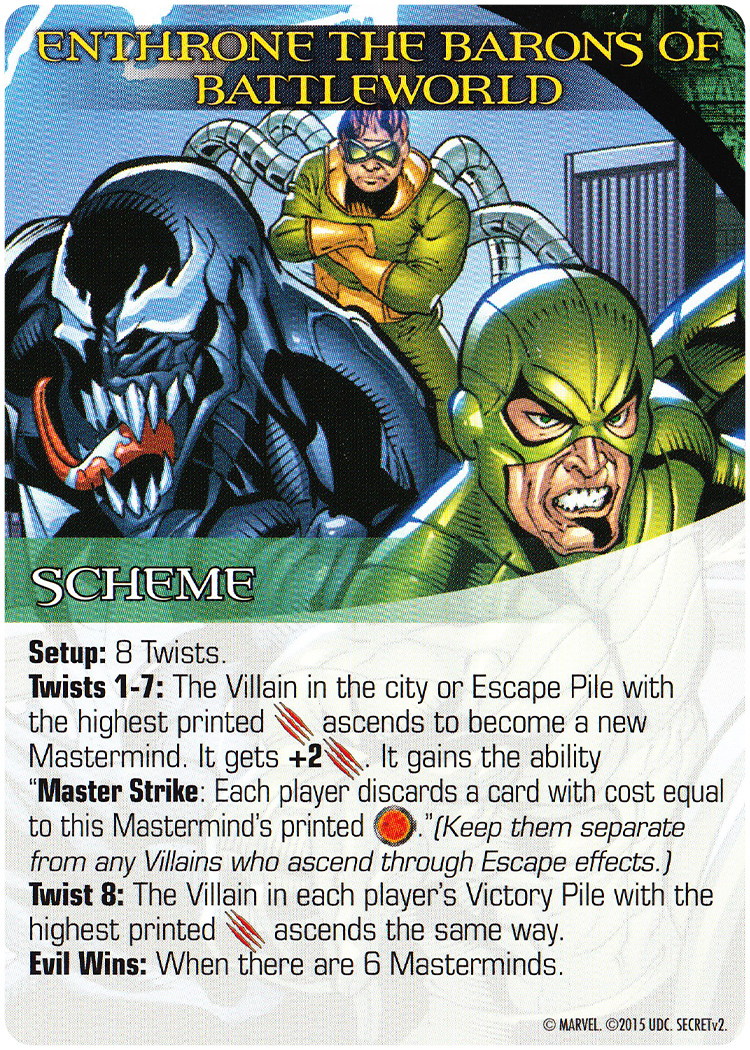 ENTHRONE THE BARONS OF
BATTLEWORLD
SCHEME
Setup: 8 Twists.
Twists 1-7: The Villain in the city or Escape Pile with
the highest printed ascends to become a new
Mastermind. It gets +2. It gains the ability
“Master Strike: Each player discards a card with cost equal
to this Mastermind's printed .” (Keep them separate
from any Villains who ascend through Escape effects.)
Twist 8: The Villain in each player's Victory Pile with the
highest printed ascends the same way.
Evil Wins: When there are 6 Masterminds.
© MARVEL. ©2015 UDC. SECRETv2.